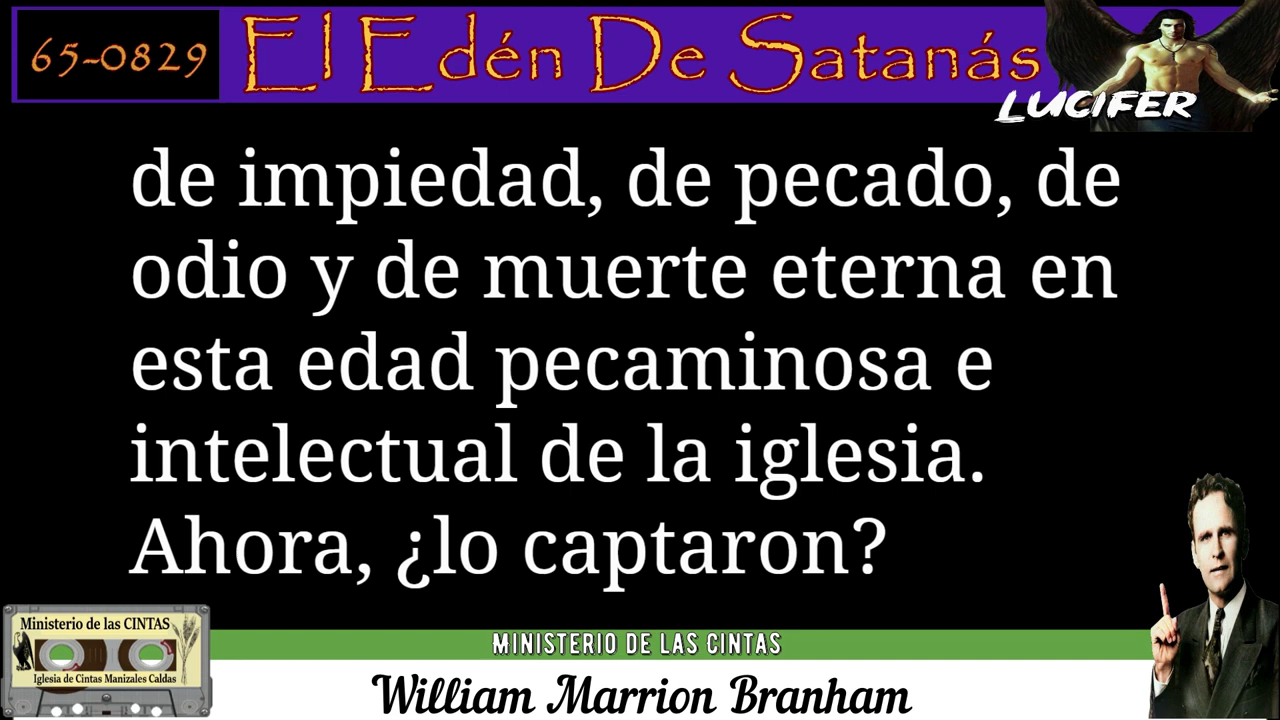 65-0829
El Edén De Satanás
LUCIFER
de impiedad, de pecado, de
odio y de muerte eterna en
esta edad pecaminosa e
intelectual de la iglesia.
Ahora, ¿lo captaron?
Ministerio de las CINTAS
Iglesia de Cintas Manizales Caldas
MINISTERIO DE LAS CINTAS
William Marrion Branham